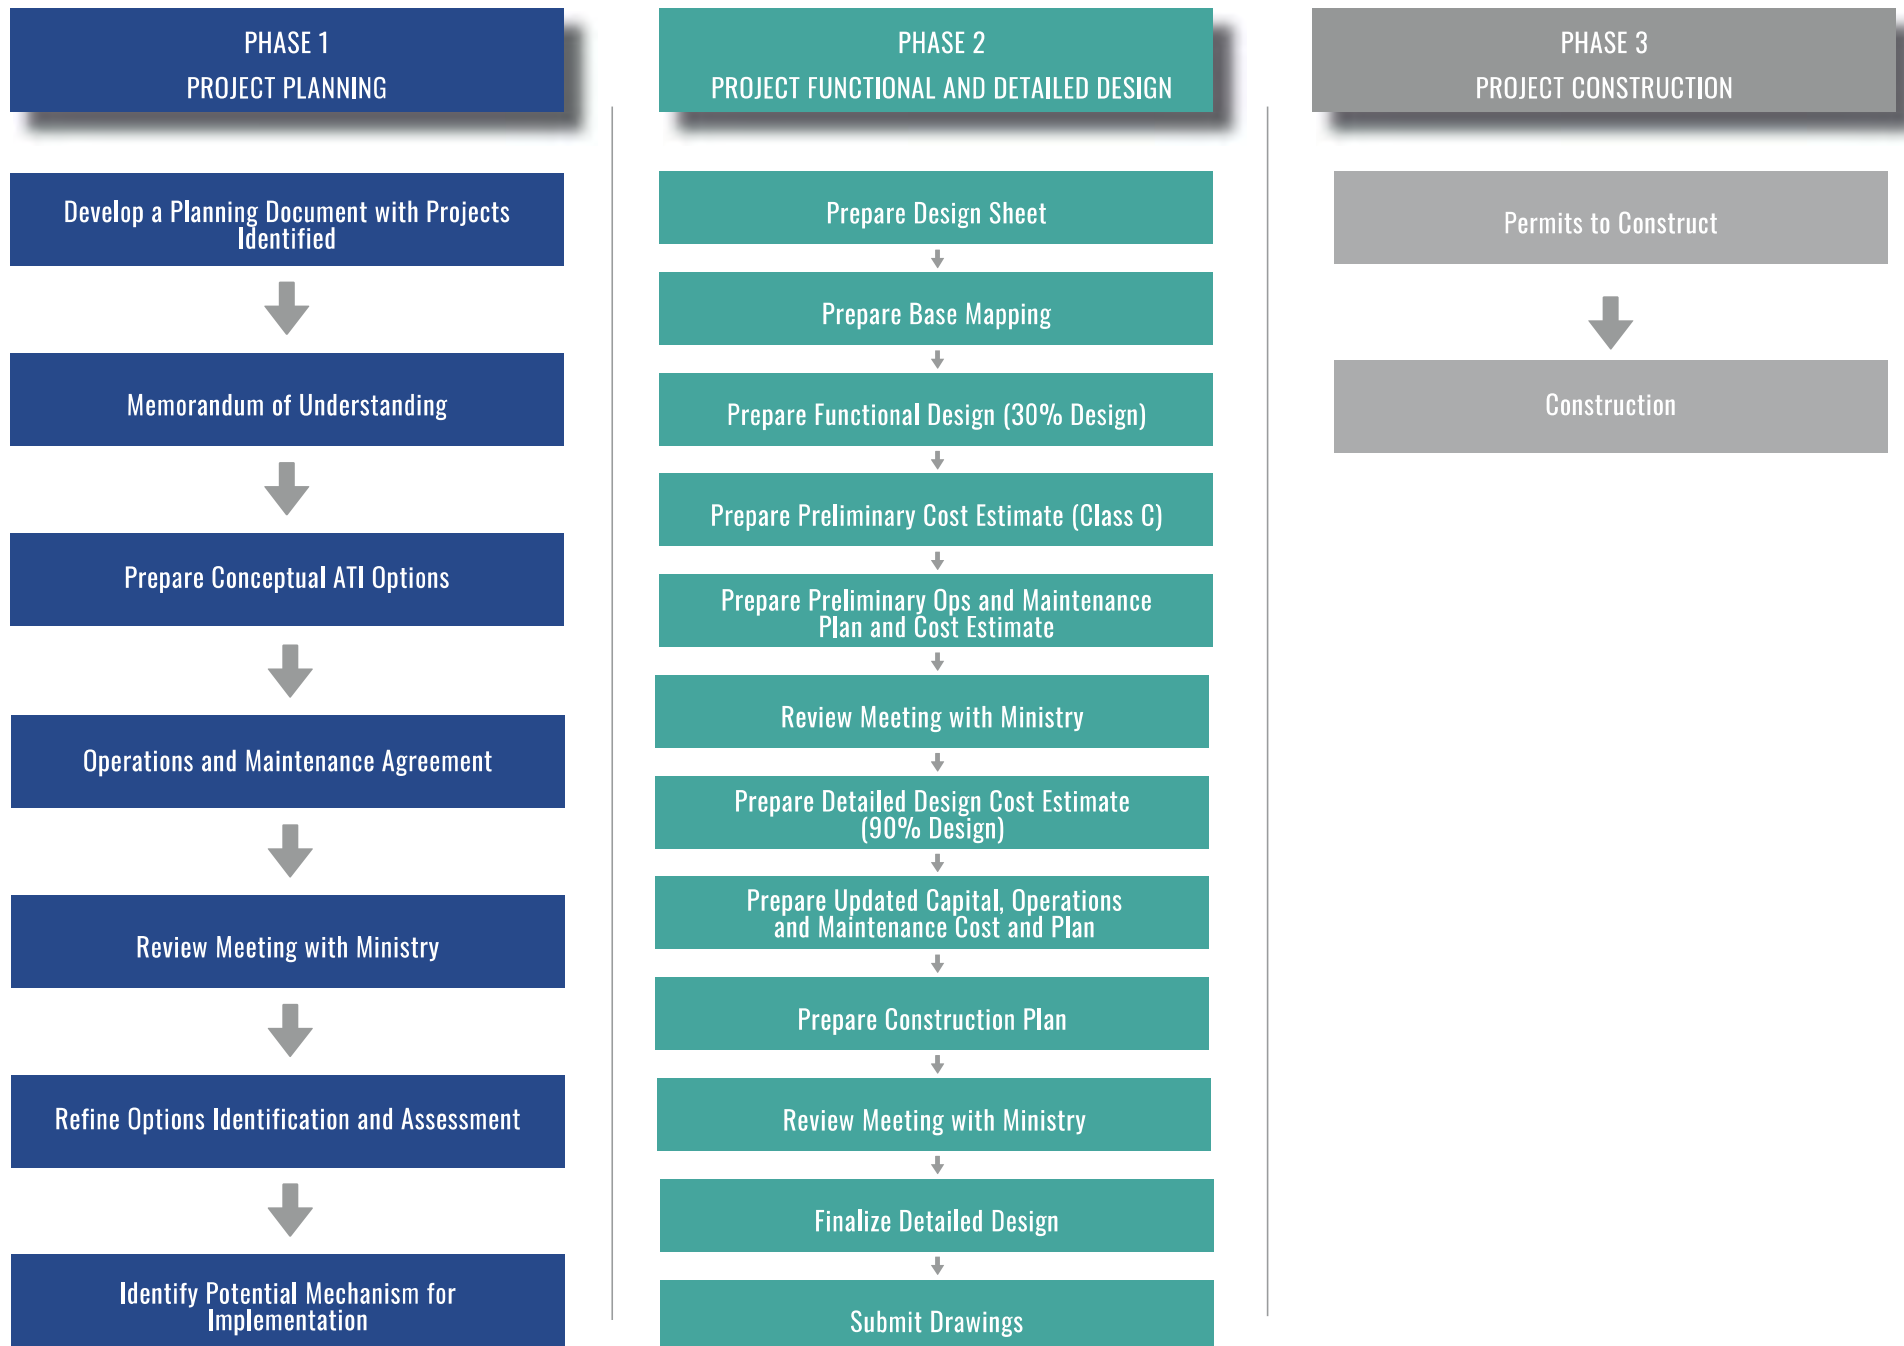 PHASE 1
PROJECT PLANNING
Develop a Planning Document with Projects
Identified
Memorandum of Understanding
Prepare Conceptual ATI Options
Operations and Maintenance Agreement
Review Meeting with Ministry
Refine Options Identification and Assessment
Identify Potential Mechanism for
Implementation
PHASE 2
PROJECT FUNCTIONAL AND DETAILED DESIGN
Prepare Design Sheet
Prepare Base Mapping
Prepare Functional Design (30% Design)
Prepare Preliminary Cost Estimate (Class C)
Prepare Preliminary Ops and Maintenance
Plan and Cost Estimate
Review Meeting with Ministry
Prepare Detailed Design Cost Estimate
(90% Design)
Prepare Updated Capital, Operations
and Maintenance Cost and Plan
Prepare Construction Plan
Review Meeting with Ministry
Finalize Detailed Design
Submit Drawings
PHASE 3
PROJECT CONSTRUCTION
Permits to Construct
Construction